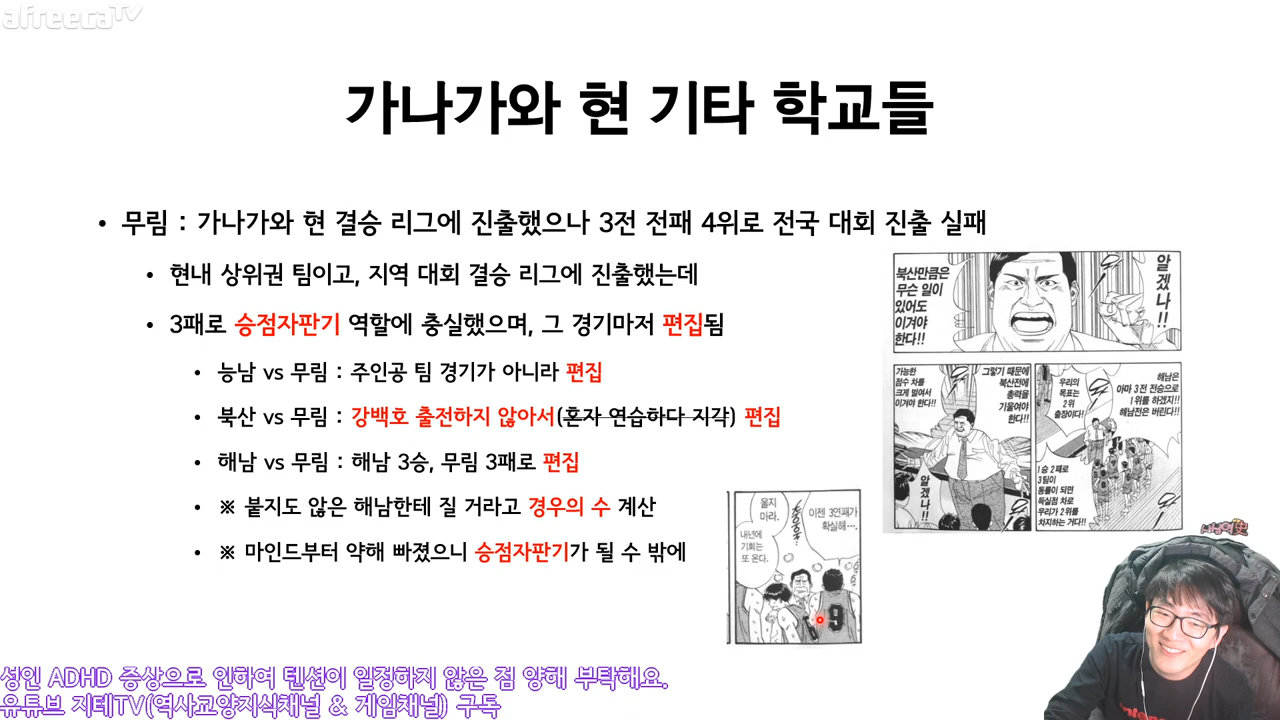 afreecaTV
가나가와 현 기타 학교들
• 무림 : 가나가와 현 결승 리그에 진출했으나 3전 전패 4위로 전국 대회 진출 실패
• 현내 상위권 팀이고, 지역 대회 결승 리그에 진출했는데
• 3패로 승점자판기 역할에 충실했으며, 그 경기마저 편집됨
• 능남 vs 무림 : 주인공 팀 경기가 아니라 편집
• 북산 vs 무림 : 강백호 출전하지 않아서(혼자 연습하다 지각) 편집
• 해남 vs 무림 : 해남 3승, 무림 3패로 편집
• ※ 붙지도 않은 해남한테 질 거라고 경우의 수 계산
• ※ 마인드부터 약해 빠졌으니 승점자판기가 될 수 밖에
북산만큼은
무슨 일이
있어도
이겨야
한다!!
알겠나!!
가능한
점수 차를
크게 벌여서
이겨야 한다!!
그렇기 때문에
북산전에
총력을
기울여야
한다!!
알겠나!!
우리의
목표는
2위
출장이다!
해남은
아마 3전 전승으로
1위를 하겠지!!
해남전은 버린다!!
1승 2패로
3팀이
동률이 되면
득실점 차로
우리가 2위를
차지하는 거다!!
울지
마라.
내년에
기회는
또 온다.
이젠 3연패가
확실해….
9
성인 ADHD 증상으로 인하여 텐션이 일정하지 않은 점 양해 부탁해요.
유튜브 지테TV(역사교양지식채널 & 게임채널) 구독